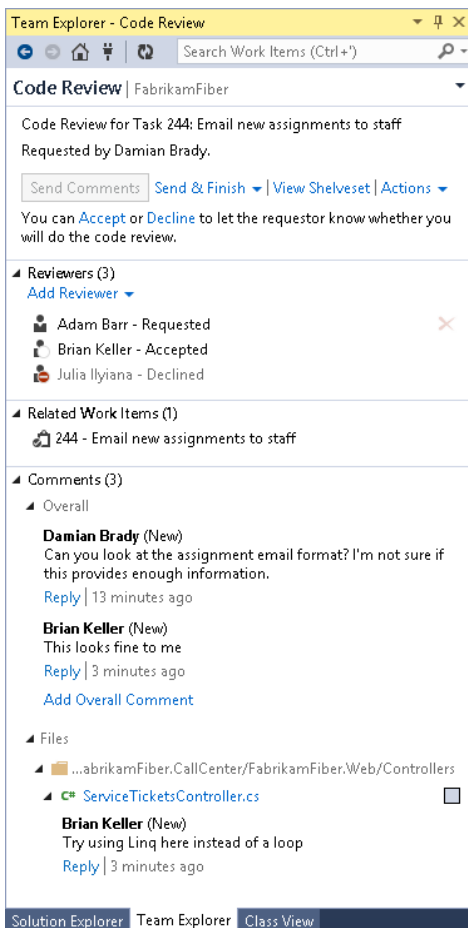 Team Explorer - Code Review
Search Work Items (Ctrl+')
Code Review | FabrikamFiber
Code Review for Task 244: Email new assignments to staff
Requested by Damian Brady.
Send Comments Send & Finish | View Shelveset | Actions
You can Accept or Decline to let the requestor know whether you
will do the code review.
Reviewers (3)
Add Reviewer
Adam Barr - Requested
Brian Keller - Accepted
Julia Ilyiana - Declined
Related Work Items (1)
244 - Email new assignments to staff
Comments (3)
Overall
Damian Brady (New)
Can you look at the assignment email format? I'm not sure if
this provides enough information.
Reply | 13 minutes ago
Brian Keller (New)
This looks fine to me
Reply | 3 minutes ago
Add Overall Comment
Files
...abrikamFiber.CallCenter/FabrikamFiber.Web/Controllers
C# ServiceTicketsController.cs
Brian Keller (New)
Try using Linq here instead of a loop
Reply | 3 minutes ago
Solution Explorer Team Explorer Class View